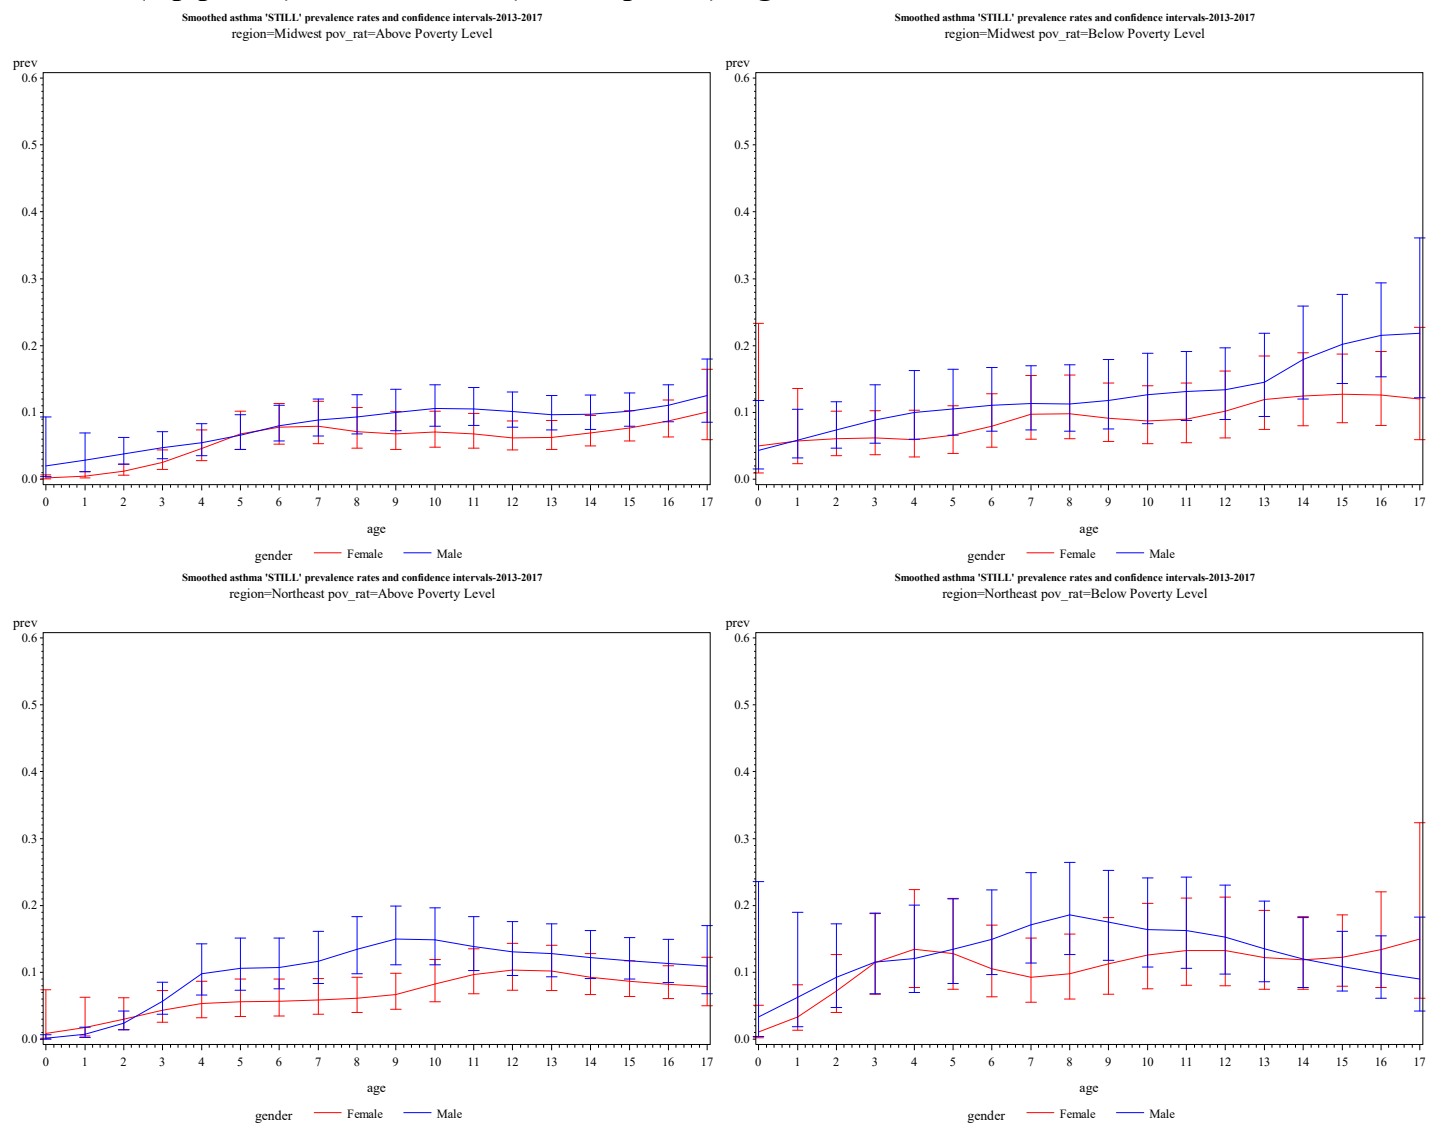 Smoothed asthma 'STILL' prevalence rates and confidence intervals-2013-2017
region=Midwest pov_rat=Above Poverty Level
prev
0.6
0.5
0.4
0.3
0.2
0.1
0.0
0 1 2 3 4 5 6 7 8 9 10 11 12 13 14 15 16 17
age
gender Female Male
Smoothed asthma 'STILL' prevalence rates and confidence intervals-2013-2017
region=Midwest pov_rat=Below Poverty Level
prev
0.6
0.5
0.4
0.3
0.2
0.1
0.0
0 1 2 3 4 5 6 7 8 9 10 11 12 13 14 15 16 17
age
gender Female Male
Smoothed asthma 'STILL' prevalence rates and confidence intervals-2013-2017
region=Northeast pov_rat=Above Poverty Level
prev
0.6
0.5
0.4
0.3
0.2
0.1
0.0
0 1 2 3 4 5 6 7 8 9 10 11 12 13 14 15 16 17
age
gender Female Male
Smoothed asthma 'STILL' prevalence rates and confidence intervals-2013-2017
region=Northeast pov_rat=Below Poverty Level
prev
0.6
0.5
0.4
0.3
0.2
0.1
0.0
0 1 2 3 4 5 6 7 8 9 10 11 12 13 14 15 16 17
age
gender Female Male